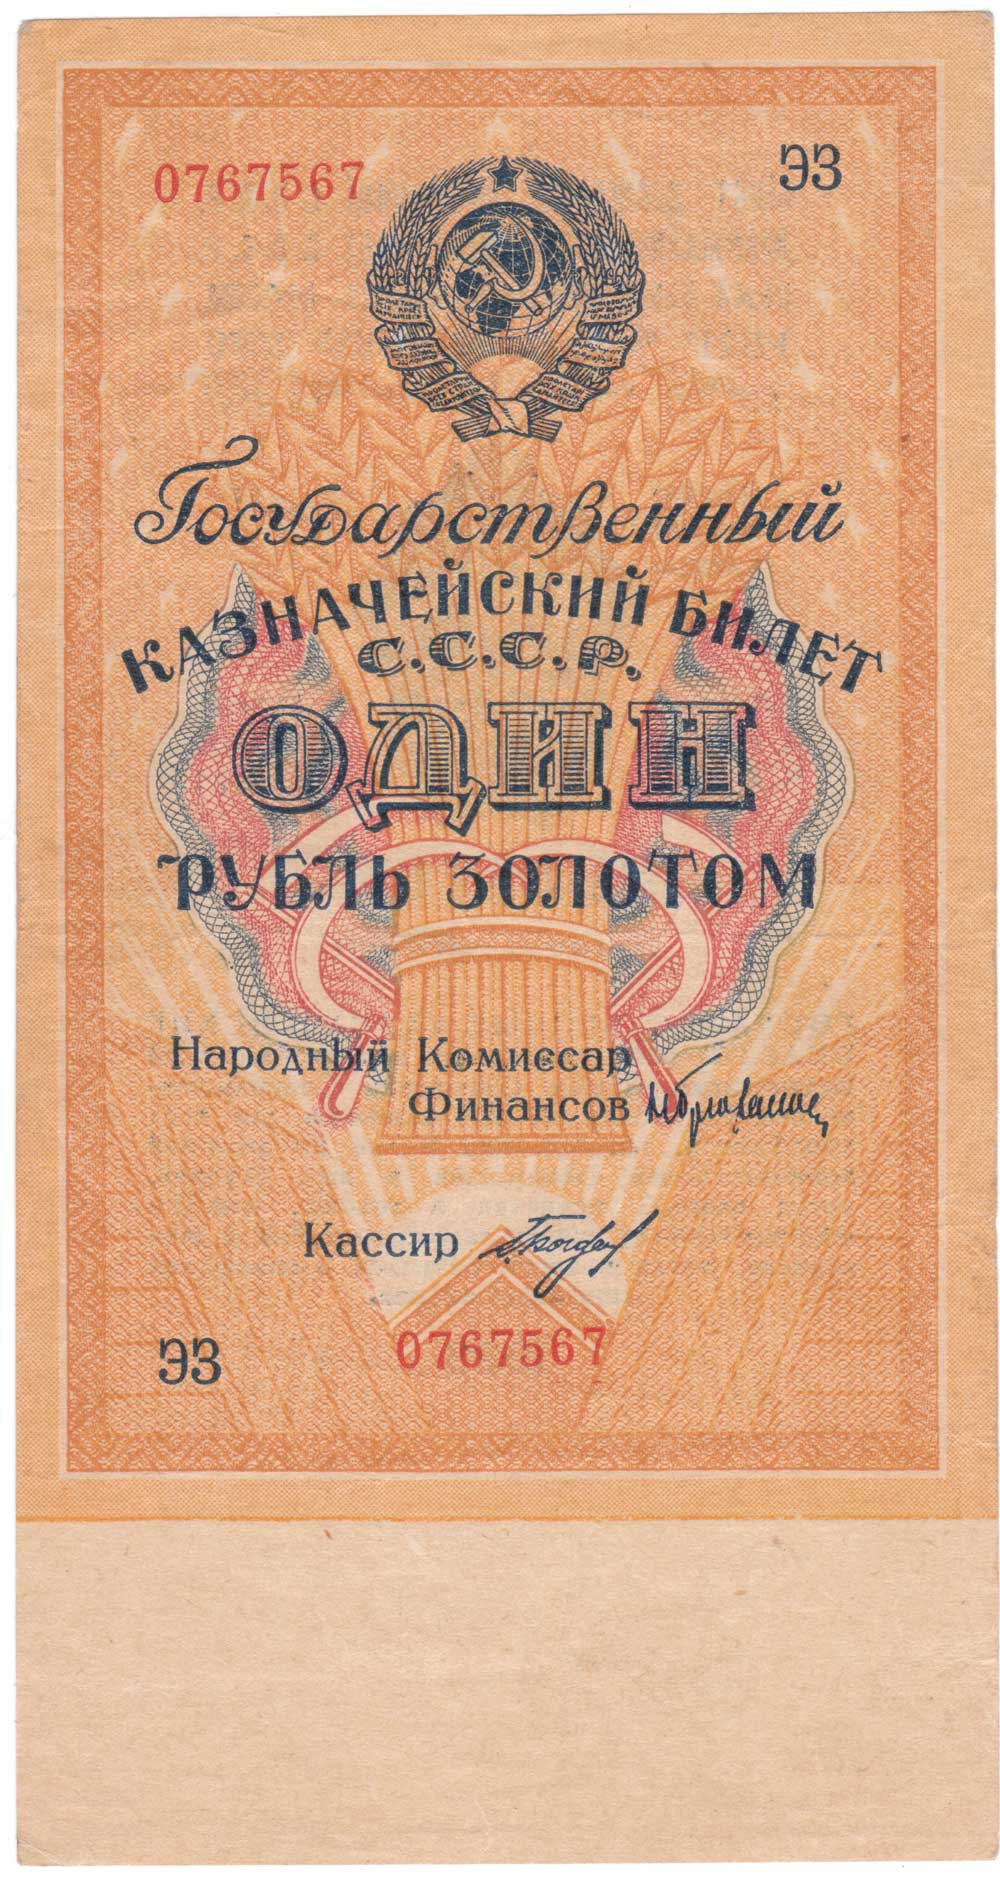 0767567 ЭЗ
Государственный
КАЗНАЧЕЙСКИЙ БИЛЕТ
С.С.С.Р.
ОДИН
РУБЛЬ ЗОЛОТОМ
Народный Комиссар
Финансов
Кассир
ЭЗ 0767567